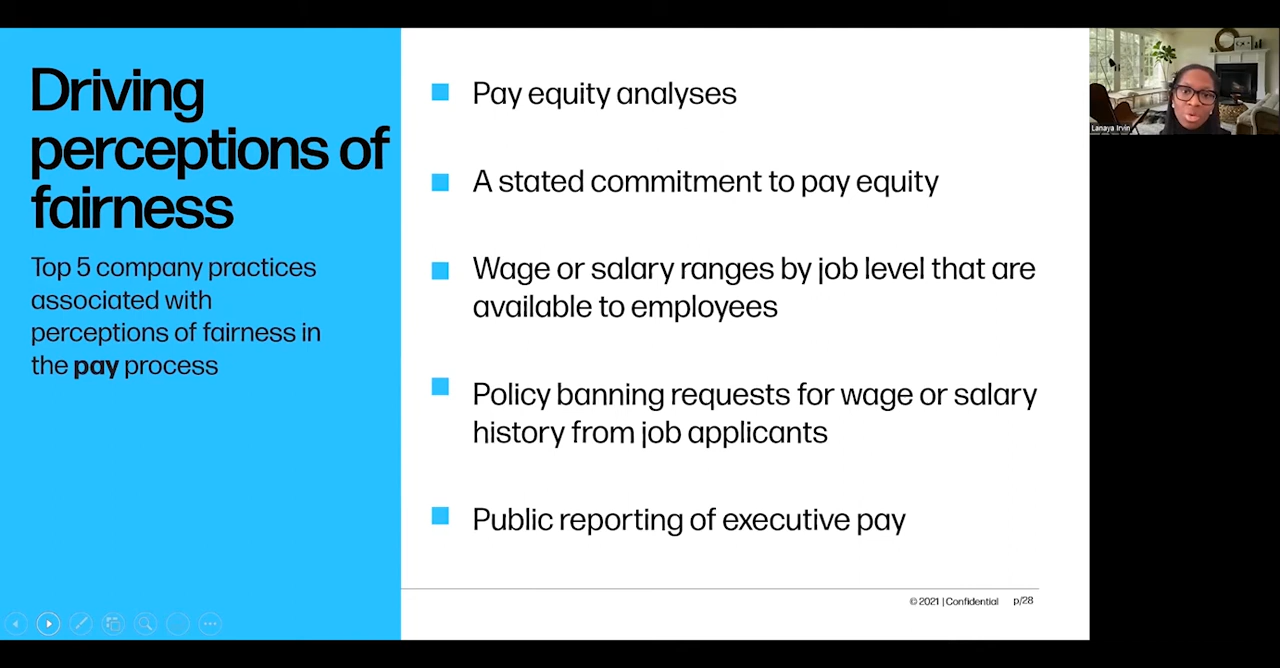 Driving
perceptions of
fairness
Top 5 company practices
associated with
perceptions of fairness in
the pay process
Pay equity analyses
A stated commitment to pay equity
Wage or salary ranges by job level that are
available to employees
Policy banning requests for wage or salary
history from job applicants
Public reporting of executive pay
© 2021 | Confidential p/28
Lanaya Irvin